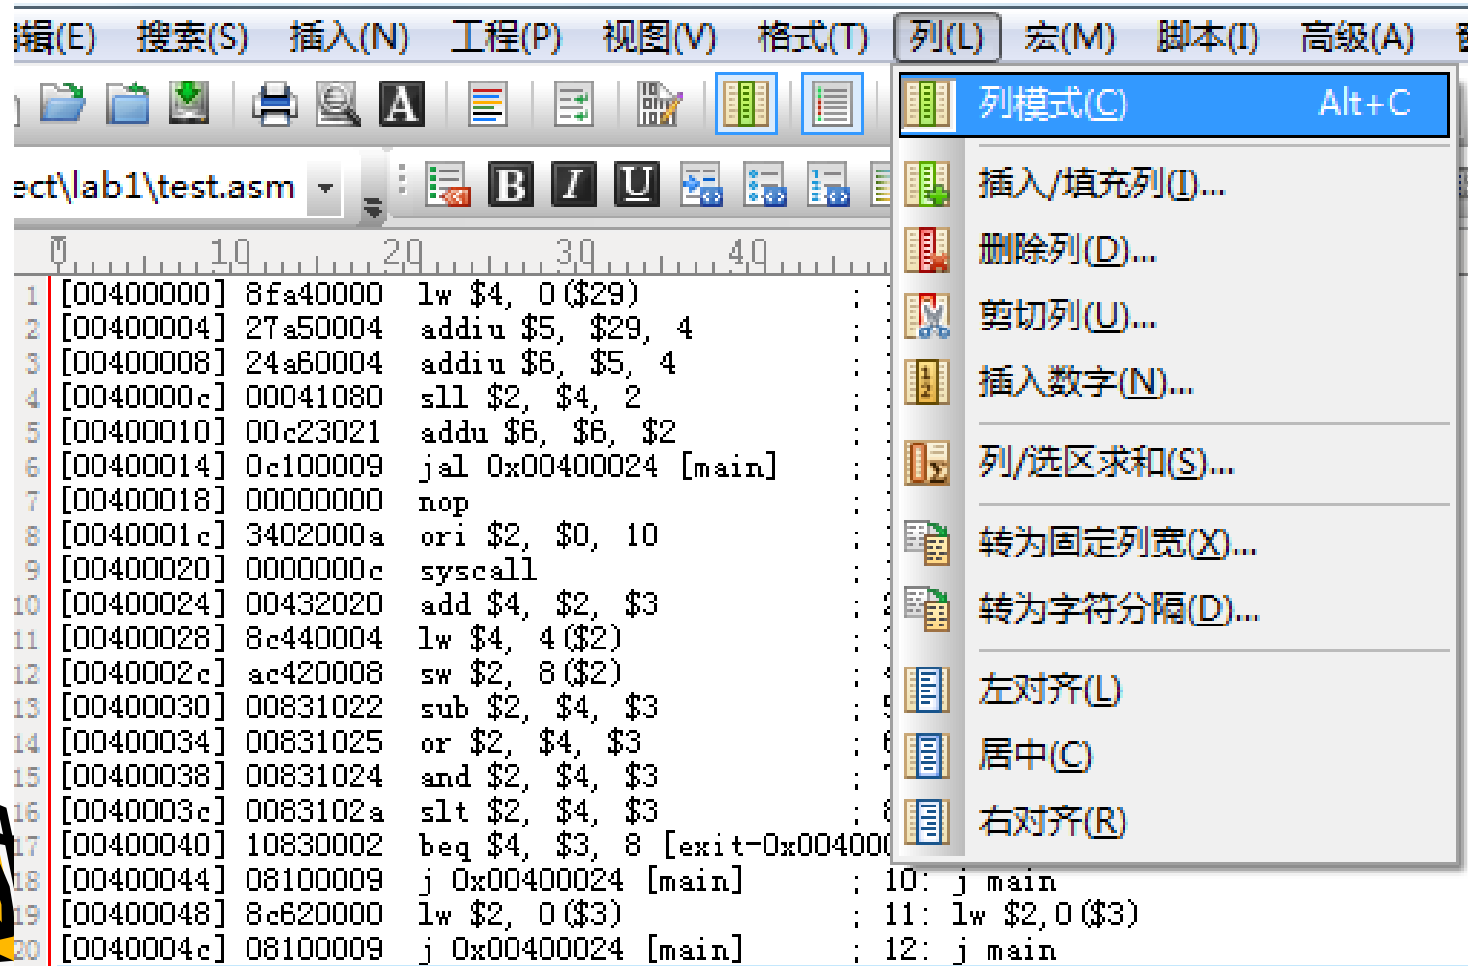 辑(E) 搜索(S) 插入(N) 工程(P) 视图(V) 格式(T) 列(L) 宏(M) 脚本(I) 高级(A)
ect\lab1\test.asm
0 10 20 30 40
列模式(C) Alt+C
插入/填充列(I)...
删除列(D)...
剪切列(U)...
插入数字(N)...
列/选区求和(S)...
转为固定列宽(X)...
转为字符分隔(D)...
左对齐(L)
居中(C)
右对齐(R)
1 [00400000] 8fa40000 lw $4, 0($29) ;
2 [00400004] 27a50004 addiu $5, $29, 4 ;
3 [00400008] 24a60004 addiu $6, $5, 4 ;
4 [0040000c] 00041080 sll $2, $4, 2 ;
5 [00400010] 00c23021 addu $6, $6, $2 ;
6 [00400014] 0c100009 jal 0x00400024 [main] ;
7 [00400018] 00000000 nop ;
8 [0040001c] 3402000a ori $2, $0, 10 ;
9 [00400020] 0000000c syscall ;
10 [00400024] 00432020 add $4, $2, $3 ;
11 [00400028] 8c440004 lw $4, 4($2) ;
12 [0040002c] ac420008 sw $2, 8($2) ;
13 [00400030] 00831022 sub $2, $4, $3 ; 5
14 [00400034] 00831025 or $2, $4, $3 ;
15 [00400038] 00831024 and $2, $4, $3 ;
16 [0040003c] 0083102a slt $2, $4, $3 ;
17 [00400040] 10830002 beq $4, $3, 8 [exit-0x00400
18 [00400044] 08100009 j 0x00400024 [main] ; 10: j main
19 [00400048] 8c620000 lw $2, 0($3) ; 11: lw $2,0($3)
20 [0040004c] 08100009 j 0x00400024 [main] ; 12: j main